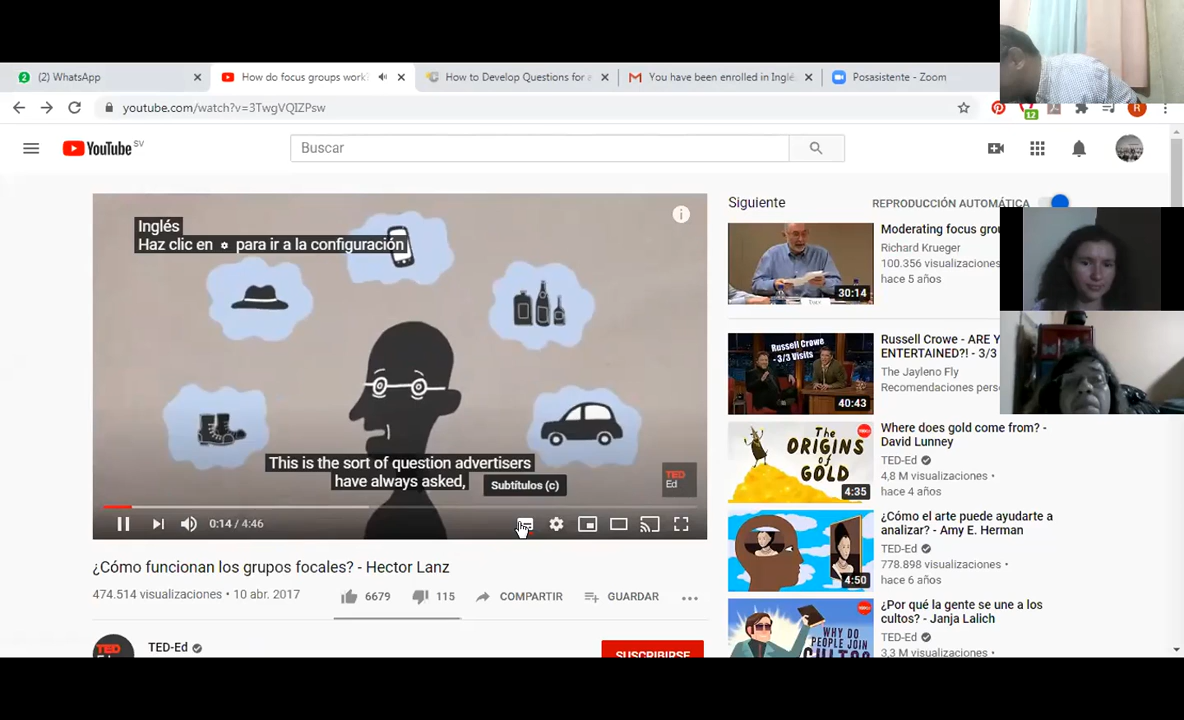 (2) WhatsApp
How do focus groups work?
How to Develop Questions for a
You have been enrolled in Inglé
Posasistente - Zoom
youtube.com/watch?v=3TwgVQIZPsw
12
R
YouTube SV
Buscar
Inglés
Haz clic en para ir a la configuración
This is the sort of question advertisers
have always asked,
Subtítulos (c)
TED
Ed
0:14 / 4:46
¿Cómo funcionan los grupos focales? - Hector Lanz
474.514 visualizaciones • 10 abr. 2017
6679
115
COMPARTIR
GUARDAR
TED-Ed
SUSCRIBIRSE
Siguiente
REPRODUCCIÓN AUTOMÁTICA
Moderating focus grou
Richard Krueger
100.356 visualizaciones
hace 5 años
30:14
Russell Crowe
- 3/3 Visits
Russell Crowe - ARE Y
ENTERTAINED?! - 3/3
The Jayleno Fly
Recomendaciones pers
40:43
The
ORIGINS
of
GOLD
4:35
Where does gold come from? -
David Lunney
TED-Ed
4,8 M visualizaciones •
hace 4 años
¿Cómo el arte puede ayudarte a
analizar? - Amy E. Herman
TED-Ed
778.898 visualizaciones •
hace 6 años
4:50
WHY DO
PEOPLE JOIN
CULTS
¿Por qué la gente se une a los
cultos? - Janja Lalich
TED-Ed
3,3 M visualizaciones •